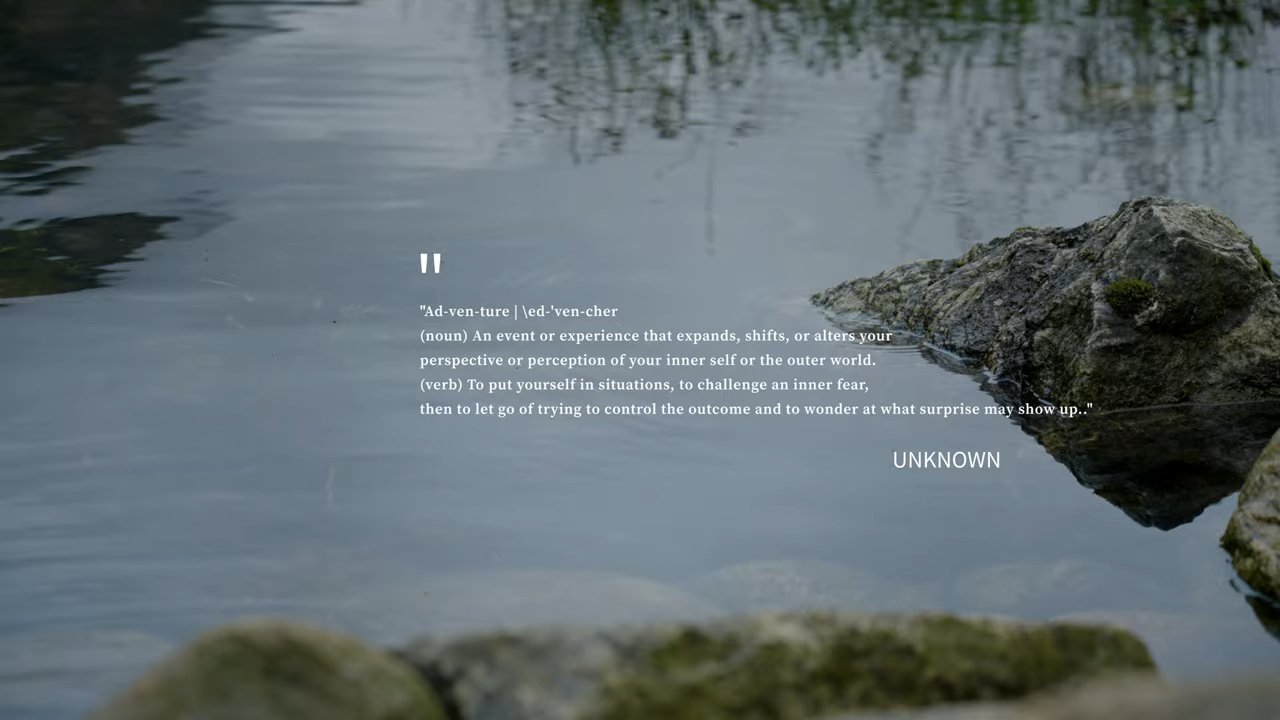 "
"Ad-ven-ture | \ed-'ven-cher
(noun) An event or experience that expands, shifts, or alters your
perspective or perception of your inner self or the outer world.
(verb) To put yourself in situations, to challenge an inner fear,
then to let go of trying to control the outcome and to wonder at what surprise may show up.."
UNKNOWN